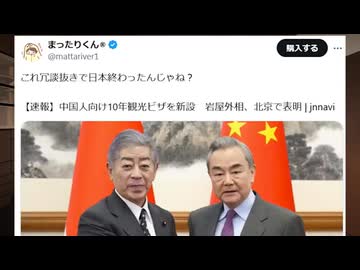 まったりくん®
@mattariver1
購入する
これ冗談抜きで日本終わったんじゃね？
【速報】中国人向け10年観光ビザを新設　岩屋外相、北京で表明 | jnnavi